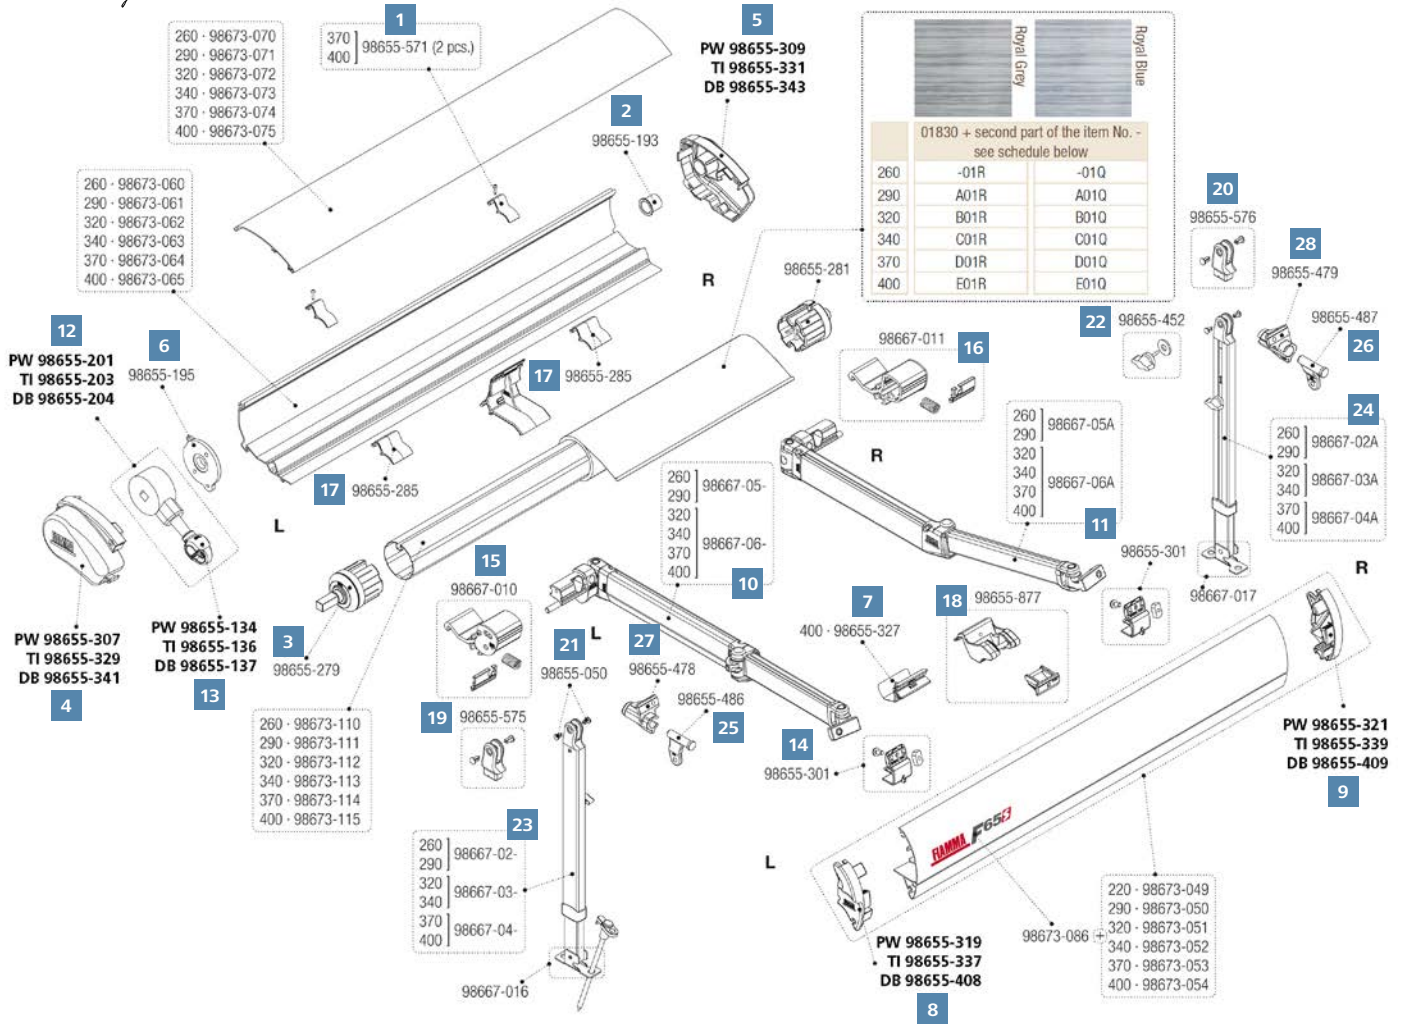 260 · 98673-070
290 · 98673-071
320 · 98673-072
340 · 98673-073
370 · 98673-074
400 · 98673-075
1
370
400
98655-571 (2 pcs.)
5
PW 98655-309
TI 98655-331
DB 98655-343
2
98655-193
Royal Grey
Royal Blue
01830 + second part of the item No. -
see schedule below
260 -01R -01Q
290 A01R A01Q
320 B01R B01Q
340 C01R C01Q
370 D01R D01Q
400 E01R E01Q
20
98655-576
28
98655-479
260 · 98673-060
290 · 98673-061
320 · 98673-062
340 · 98673-063
370 · 98673-064
400 · 98673-065
R
98655-281
22
98655-452
98655-487
26
12
PW 98655-201
TI 98655-203
DB 98655-204
6
98655-195
98667-011
16
17
98655-285
17
98655-285
L
R
260
290
98667-05A
320
340
370
400
98667-06A
11
24
260
290
98667-02A
320
340
98667-03A
370
400
98667-04A
260
290
98667-05-
320
340
370
400
98667-06-
10
98655-301
98667-017
R
15
98667-010
L
7
400 · 98655-327
18
98655-877
PW 98655-307
TI 98655-329
DB 98655-341
4
PW 98655-134
TI 98655-136
DB 98655-137
13
3
98655-279
21
98655-050
27
98655-478
98655-486
25
19
98655-575
14
98655-301
PW 98655-321
TI 98655-339
DB 98655-409
9
260 · 98673-110
290 · 98673-111
320 · 98673-112
340 · 98673-113
370 · 98673-114
400 · 98673-115
23
260
290
98667-02-
320
340
98667-03-
370
400
98667-04-
98667-016
FIAMMA F65S
L
98673-086 +
220 · 98673-049
290 · 98673-050
320 · 98673-051
340 · 98673-052
370 · 98673-053
400 · 98673-054
PW 98655-319
TI 98655-337
DB 98655-408
8